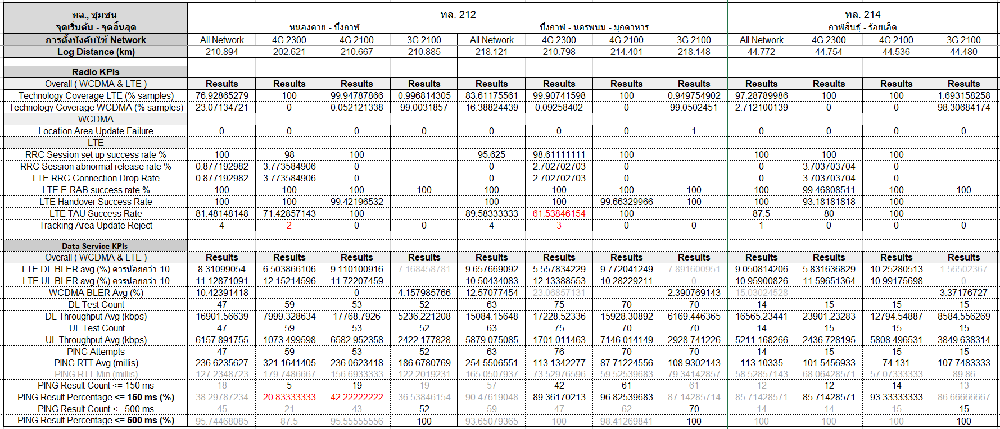 ทล., ชุมชน ทล. 212 ทล. 214
จุดเริ่มต้น - จุดสิ้นสุด หนองคาย - บึงกาฬ บึงกาฬ - นครพนม - มุกดาหาร กาฬสินธุ์ - ร้อยเอ็ด
การตั้งบังคับใช้ Network All Network 4G 2300 4G 2100 3G 2100 All Network 4G 2300 4G 2100 3G 2100 All Network 4G 2300 4G 2100 3G 2100
Log Distance (km) 210.894 202.621 210.667 210.885 218.121 210.798 214.401 218.148 44.772 44.754 44.536 44.480
Radio KPIs
Overall ( WCDMA & LTE ) Results Results Results Results Results Results Results Results Results Results Results Results
Technology Coverage LTE (% samples) 76.92865279 100 99.94787866 0.996814305 83.61175561 99.90741598 100 0.949754902 97.28789986 100 100 1.693158258
Technology Coverage WCDMA (% samples) 23.07134721 0 0.052121338 99.0031857 16.38824439 0.09258402 0 99.0502451 2.712100139 0 0 98.30684174
WCDMA
Location Area Update Failure 0 0 0 0 0 0 0 1 0 0 0 0
LTE
RRC Session set up success rate % 100 98 100 95.625 98.61111111 100 100 100 100
RRC Session abnormal release rate % 0.877192982 3.773584906 0 0 2.702702703 0 0 3.703703704 0
LTE RRC Connection Drop Rate 0.877192982 3.773584906 0 0 2.702702703 0 0 3.703703704 0
LTE E-RAB success rate % 100 100 100 100 100 100 100 100 100 99.46808511 100 100
LTE Handover Success Rate 100 100 99.42196532 100 100 99.66329966 100 100 93.18181818 100
LTE TAU Success Rate 81.48148148 71.42857143 100 89.58333333 61.53846154 100 87.5 80 100
Tracking Area Update Reject 4 2 0 0 4 3 0 0 1 0 0 0
Data Service KPIs
Overall ( WCDMA & LTE ) Results Results Results Results Results Results Results Results Results Results Results Results
LTE DL BLER avg (%) ควรน้อยกว่า 10 8.31099054 6.503866106 9.110100916 7.168458781 9.657669092 5.557834229 9.772041249 7.891600951 9.050814206 5.831636829 10.25280513 1.56502367
LTE UL BLER avg (%) ควรน้อยกว่า 10 11.12871091 12.15214596 11.72207459 10.50434083 12.13388553 10.28229211 0 10.95900826 11.59651364 10.99175698 0
WCDMA BLER Avg (%) 10.42391418 0 4.157985766 12.57077454 23.06857131 2.390769143 15.03024528 3.37176727
DL Test Count 47 59 53 52 63 75 70 70 14 15 15 15
DL Throughput Avg (kbps) 16901.56639 7999.328634 17768.7926 5236.221208 15084.15648 17228.52336 15928.30892 6169.446365 16565.23441 23901.23283 12794.54887 8584.556269
UL Test Count 47 59 53 52 63 75 70 70 14 15 15 15
UL Throughput Avg (kbps) 6157.891755 1073.499598 6582.952358 2422.177828 5879.075085 1701.011463 7146.014149 2928.741226 5211.168266 2436.728195 5808.496531 3849.638314
PING Attempts 47 59 53 52 63 76 70 70 14 15 15 15
PING RTT Avg (millis) 236.6235627 321.1641405 236.0623418 186.6780769 254.5506551 113.1342277 87.71224556 108.9302143 113.10335 101.5456933 74.131 107.7483333
PING RTT Min (millis) 127.2348723 179.7486667 156.6933333 122.2019231 165.0507937 73.52976596 59.52539683 79.34142857 58.52857143 68.06428571 57.07333333 89.86
PING Result Count <= 150 ms 18 5 19 19 57 42 61 61 12 12 14 13
PING Result Percentage <= 150 ms (%) 38.29787234 20.83333333 42.22222222 36.53846154 90.47619048 89.36170213 96.82539683 87.14285714 85.71428571 85.71428571 93.33333333 86.66666667
PING Result Count <= 500 ms 45 21 43 52 59 47 62 70 14 14 15 15
PING Result Percentage <= 500 ms (%) 95.74468085 87.5 95.55555556 100 93.65079365 100 98.41269841 100 100 100 100 100